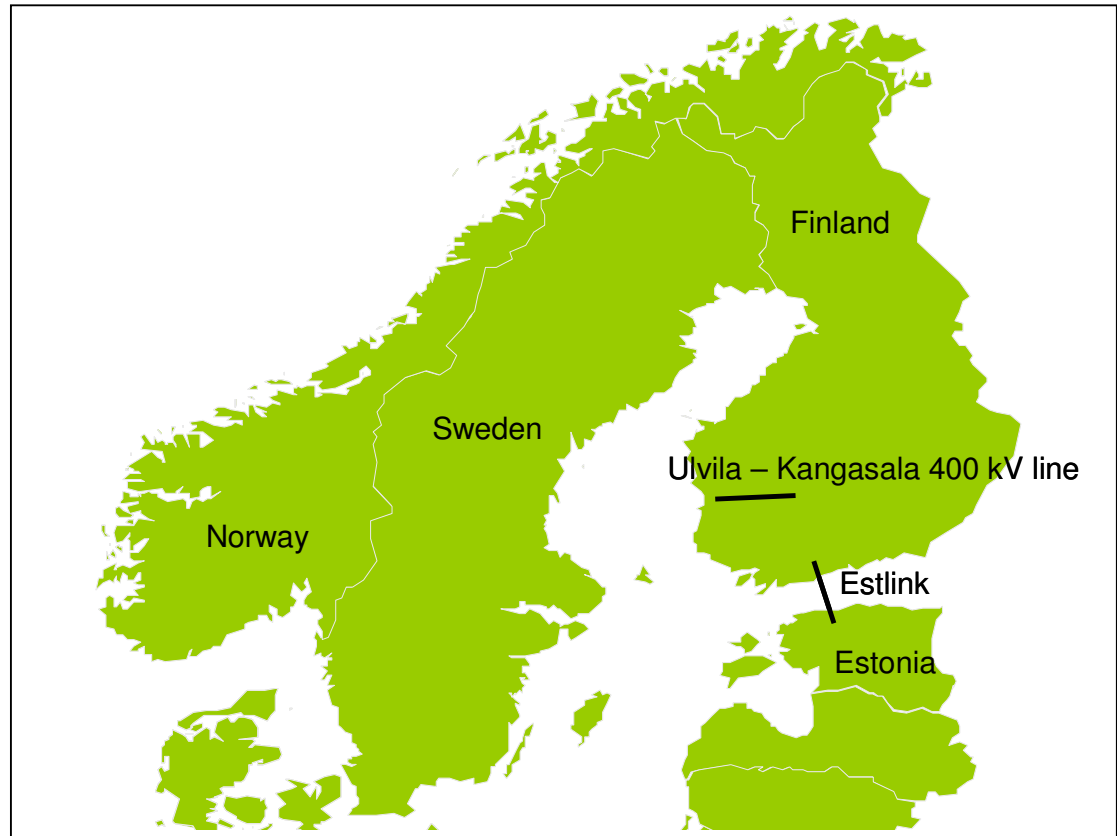 Finland
Sweden
Ulvila – Kangasala 400 kV line
Norway
Estlink
Estonia